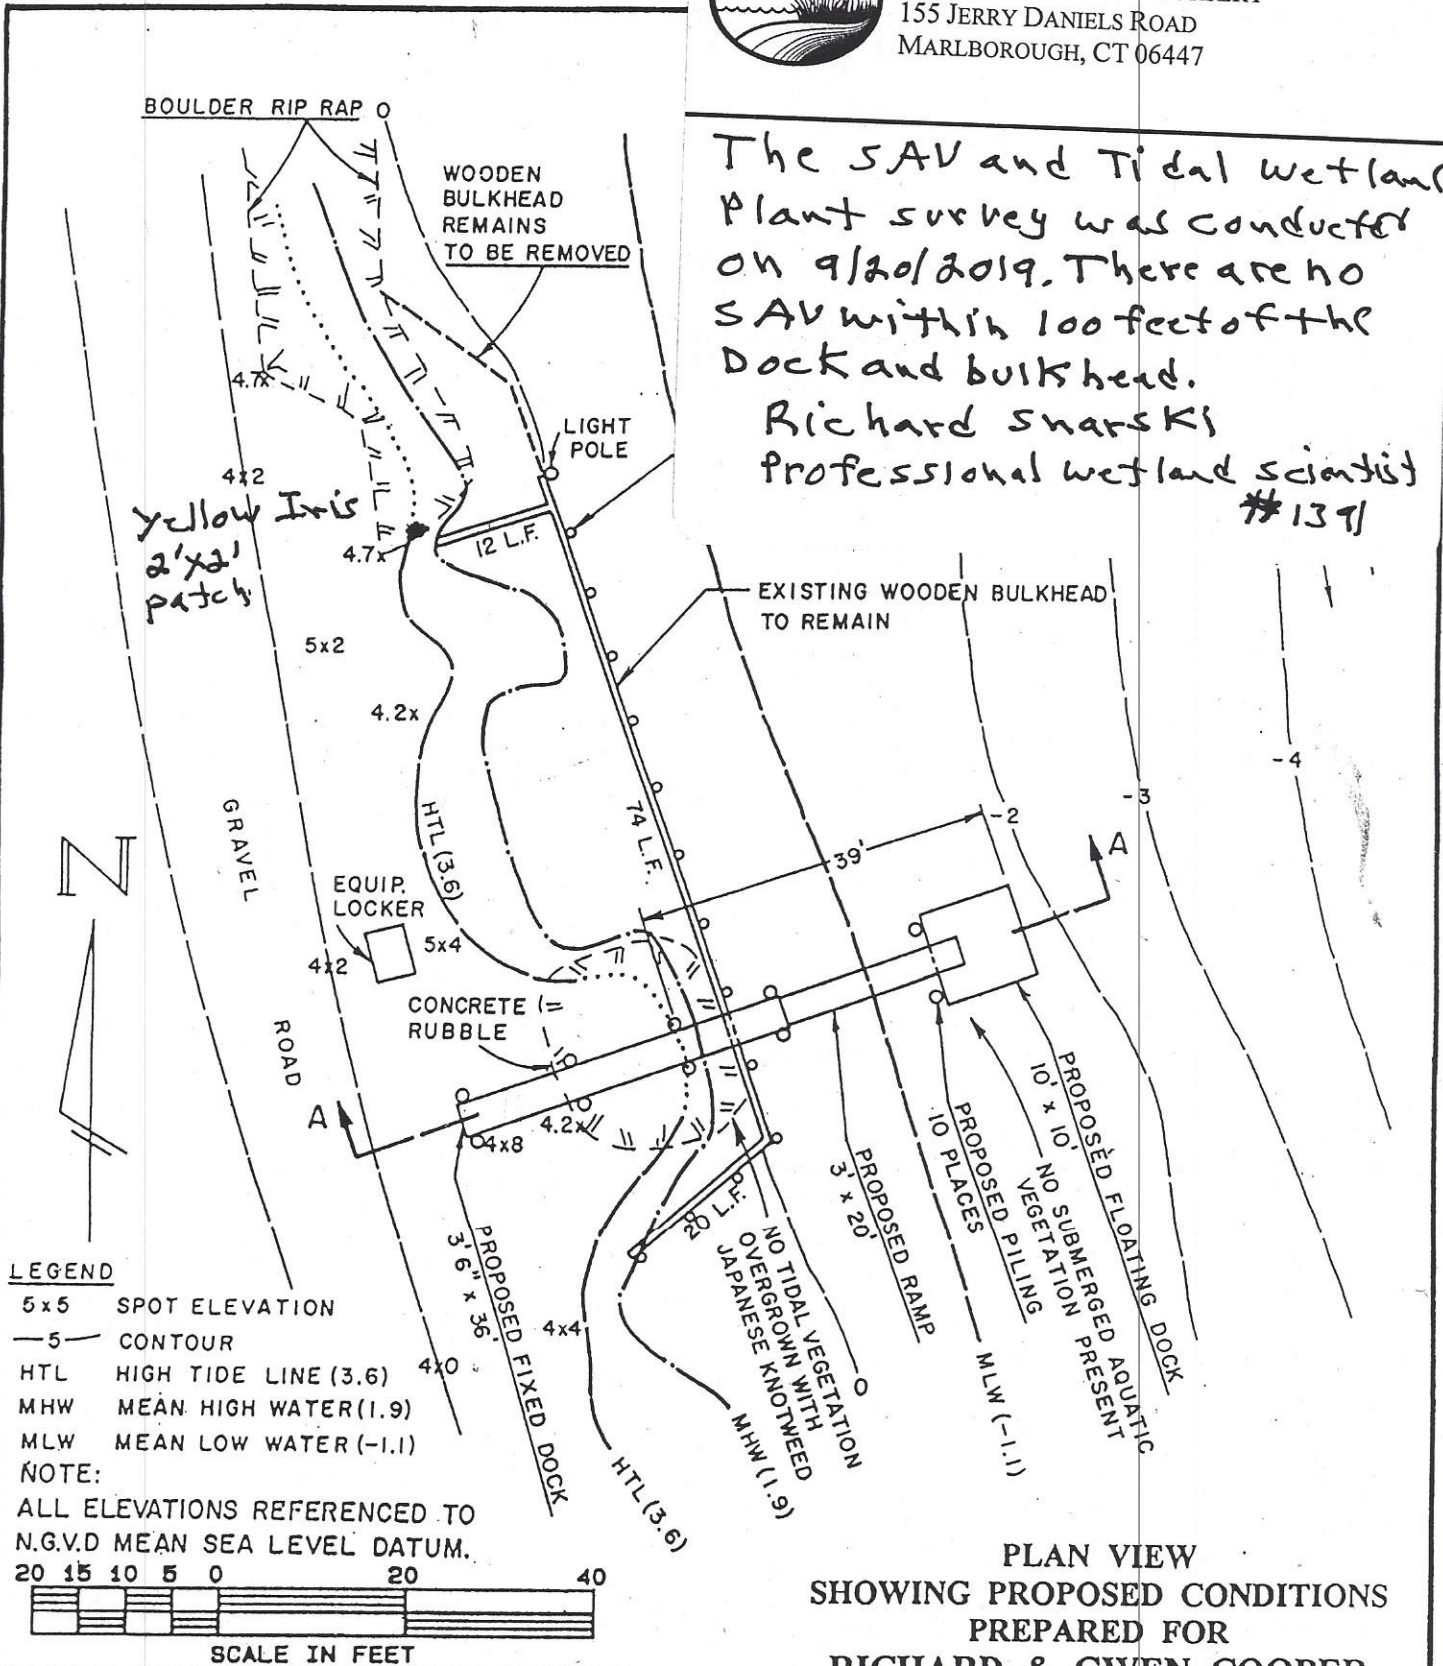 155 JERRY DANIELS ROAD
MARLBOROUGH, CT 06447
The SAV and Tidal wetland
Plant survey was conducted
on 9/20/2019. There are no
SAV within 100 feet of the
Dock and bulkhead.
Richard Snarski
Professional wetland scientist
#1391
BOULDER RIP RAP
WOODEN
BULKHEAD
REMAINS
TO BE REMOVED
LIGHT
POLE
4.7x
4x2
Yellow Iris
2'x2'
patch
4.7x
12 L.F.
EXISTING WOODEN BULKHEAD
TO REMAIN
5x2
4.2x
GRAVEL
ROAD
HTL (3.6)
74 L.F.
39'
-2
-3
-4
A
N
EQUIP.
LOCKER
5x4
4x2
CONCRETE
RUBBLE
A
4x8
4.2x
20 L.F.
PROPOSED FIXED DOCK
3' 6" x 36'
4x4
4x0
NO TIDAL VEGETATION
OVERGROWN WITH
JAPANESE KNOTWEED
PROPOSED RAMP
3' x 20'
PROPOSED PILING
10 PLACES
NO SUBMERGED AQUATIC
VEGETATION PRESENT
PROPOSED FLOATING DOCK
10' x 10'
MLW (-1.1)
MHW (1.9)
HTL (3.6)
LEGEND
5x5 SPOT ELEVATION
—5— CONTOUR
HTL HIGH TIDE LINE (3.6)
MHW MEAN HIGH WATER (1.9)
MLW MEAN LOW WATER (-1.1)
NOTE:
ALL ELEVATIONS REFERENCED TO
N.G.V.D MEAN SEA LEVEL DATUM.
20 15 10 5 0 20 40
SCALE IN FEET
PLAN VIEW
SHOWING PROPOSED CONDITIONS
PREPARED FOR
RICHARD & GWEN COOPER